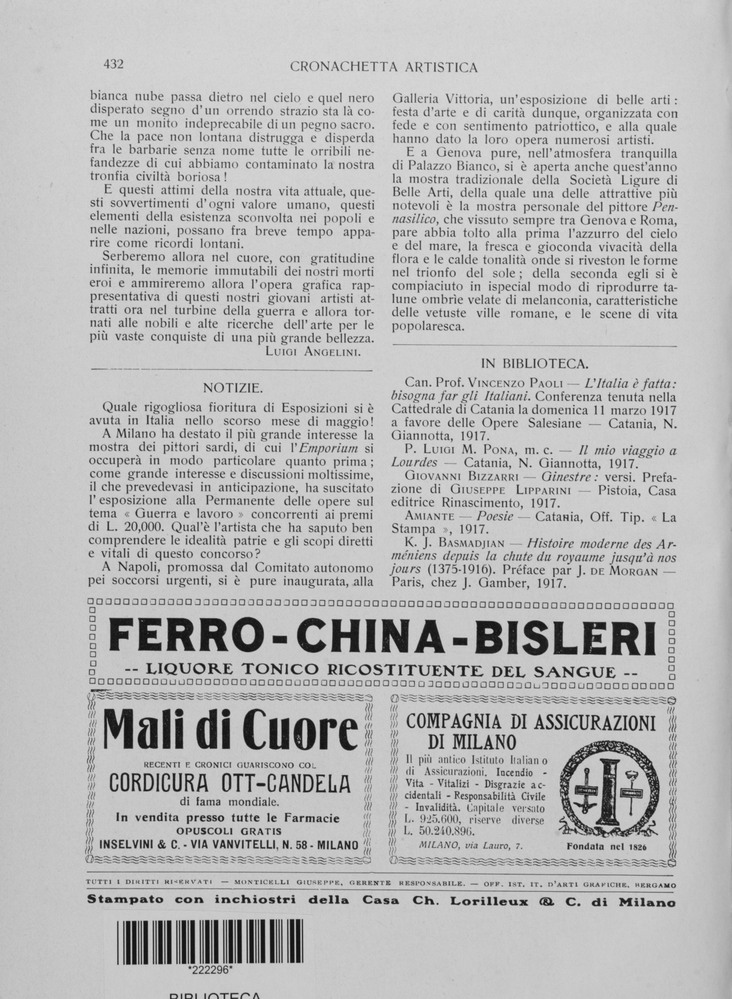 432
CRONACHETTA ARTISTICA
bianca nube passa dietro nel cielo e quel nero
disperato segno d'un orrendo strazio sta là co-
me un monito indeprecabile di un pegno sacro.
Che la pace non lontana distrugga e disperda
fra le barbarie senza nome tutte le orribili ne-
fandezze di cui abbiamo contaminato la nostra
tronfia civiltà boriosa!
E questi attimi della nostra vita attuale, que-
sti sovvertimenti d'ogni valore umano, questi
elementi della esistenza sconvolta nei popoli e
nelle nazioni, possano fra breve tempo appa-
rire come ricordi lontani.
Serberemo allora nel cuore, con gratitudine
infinita, le memorie immutabili dei nostri morti
eroi e ammireremo allora l'opera grafica rap-
presentativa di questi nostri giovani artisti at-
tratti ora nel turbine della guerra e allora tor-
nati alle nobili e alte ricerche dell'arte per le
più vaste conquiste di una più grande bellezza.
LUIGI ANGELINI.
NOTIZIE.
Quale rigogliosa fioritura di Esposizioni si è
avuta in Italia nello scorso mese di maggio!
A Milano ha destato il più grande interesse la
mostra dei pittori sardi, di cui l'Emporium si
occuperà in modo particolare quanto prima;
come grande interesse e discussioni moltissime,
il che prevedevasi in anticipazione, ha suscitato
l'esposizione alla Permanente delle opere sul
tema « Guerra e lavoro » concorrenti ai premi
di L. 20,000. Qual'è l'artista che ha saputo ben
comprendere le idealità patrie e gli scopi diretti
e vitali di questo concorso?
A Napoli, promossa dal Comitato autonomo
pei soccorsi urgenti, si è pure inaugurata, alla
Galleria Vittoria, un'esposizione di belle arti:
festa d'arte e di carità dunque, organizzata con
fede e con sentimento patriottico, e alla quale
hanno dato la loro opera numerosi artisti.
E a Genova pure, nell'atmosfera tranquilla
di Palazzo Bianco, si è aperta anche quest'anno
la mostra tradizionale della Società Ligure di
Belle Arti, della quale una delle attrattive più
notevoli è la mostra personale del pittore Pen-
nasilico, che vissuto sempre tra Genova e Roma,
pare abbia tolto alla prima l'azzurro del cielo
e del mare, la fresca e gioconda vivacità della
flora e le calde tonalità onde si riveston le forme
nel trionfo del sole; della seconda egli si è
compiaciuto in ispecial modo di riprodurre ta-
lune ombrie velate di melanconia, caratteristiche
delle vetuste ville romane, e le scene di vita
popolaresca.
IN BIBLIOTECA.
Can. Prof. VINCENZO PAOLI — L'Italia è fatta:
bisogna far gli Italiani. Conferenza tenuta nella
Cattedrale di Catania la domenica 11 marzo 1917
a favore delle Opere Salesiane — Catania, N.
Giannotta, 1917.
P. LUIGI M. PONA, m. c. — Il mio viaggio a
Lourdes — Catania, N. Giannotta, 1917.
GIOVANNI BIZZARRI — Ginestre: versi. Prefa-
zione di GIUSEPPE LIPPARINI — Pistoia, Casa
editrice Rinascimento, 1917.
AMIANTE — Poesie — Catania, Off. Tip. « La
Stampa », 1917.
K. J. BASMADJIAN — Histoire moderne des Ar-
méniens depuis la chute du royaume jusqu'à nos
jours (1375-1916). Préface par J. DE MORGAN —
Paris, chez J. Gamber, 1917.
FERRO-CHINA-BISLERI
-- LIQUORE TONICO RICOSTITUENTE DEL SANGUE --
Mali di Cuore
RECENTI E CRONICI GUARISCONO COL
CORDICURA OTT-CANDELA
di fama mondiale.
In vendita presso tutte le Farmacie
OPUSCOLI GRATIS
INSELVINI & C. - VIA VANVITELLI, N. 58 - MILANO
COMPAGNIA DI ASSICURAZIONI
DI MILANO
Il più antico Istituto Italiano
di Assicurazioni. Incendio -
Vita - Vitalizi - Disgrazie ac-
cidentali - Responsabilità Civile
- Invalidità. Capitale versato
L. 925.600, riserve diverse
L. 50.240.896.
MILANO, via Lauro, 7.
Fondata nel 1826
TUTTI I DIRITTI RISERVATI — MONTICELLI GIUSEPPE, GERENTE RESPONSABILE. — OFF. IST. IT. D'ARTI GRAFICHE, BERGAMO
Stampato con inchiostri della Casa Ch. Lorilleux & C. di Milano
*222296*
BIBLIOTECA